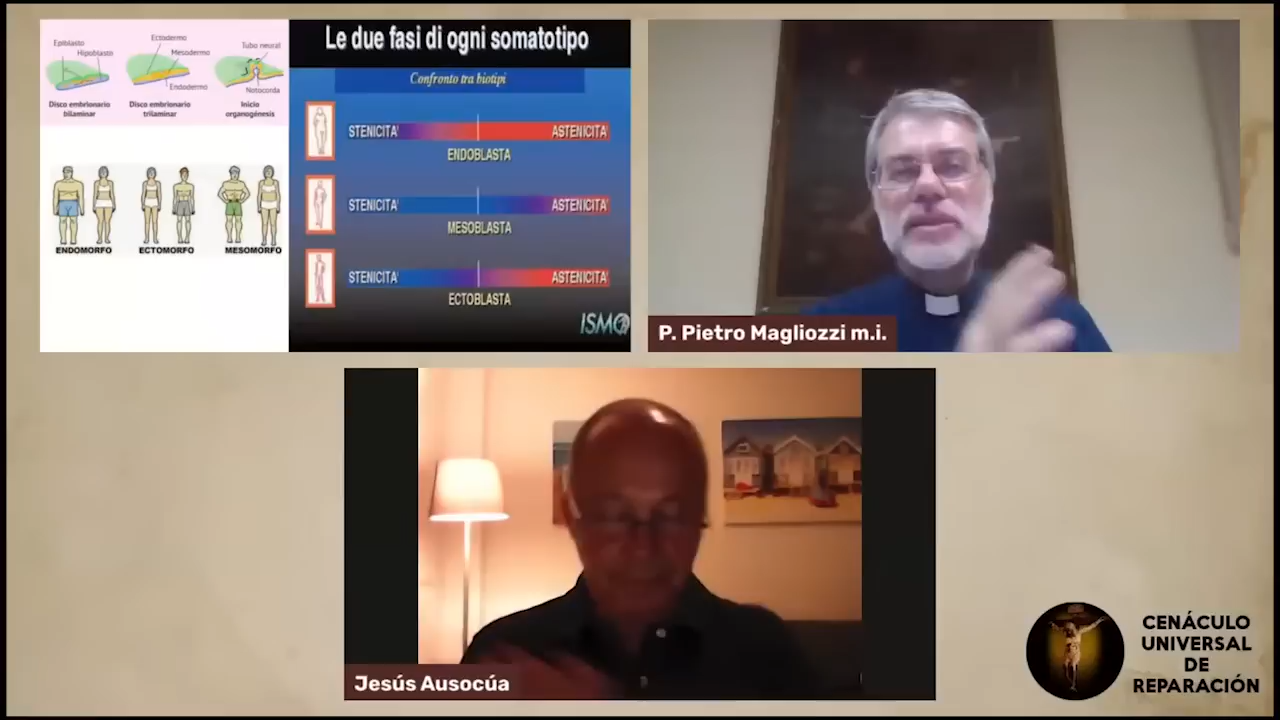 Epiblasto
Hipoblasto
Disco embrionario
bilaminar
Ectodermo
Mesodermo
Endodermo
Disco embrionario
trilaminar
Tubo neural
Notocorda
Inicio
organogénesis
ENDOMORFO
ECTOMORFO
MESOMORFO
Le due fasi di ogni somatotipo
Confronto tra biotipi
STENICITA' ASTENICITA'
ENDOBLASTA
STENICITA' ASTENICITA'
MESOBLASTA
STENICITA' ASTENICITA'
ECTOBLASTA
ISMO
P. Pietro Magliozzi m.i.
Jesús Ausocúa
CENÁCULO
UNIVERSAL
DE
REPARACIÓN